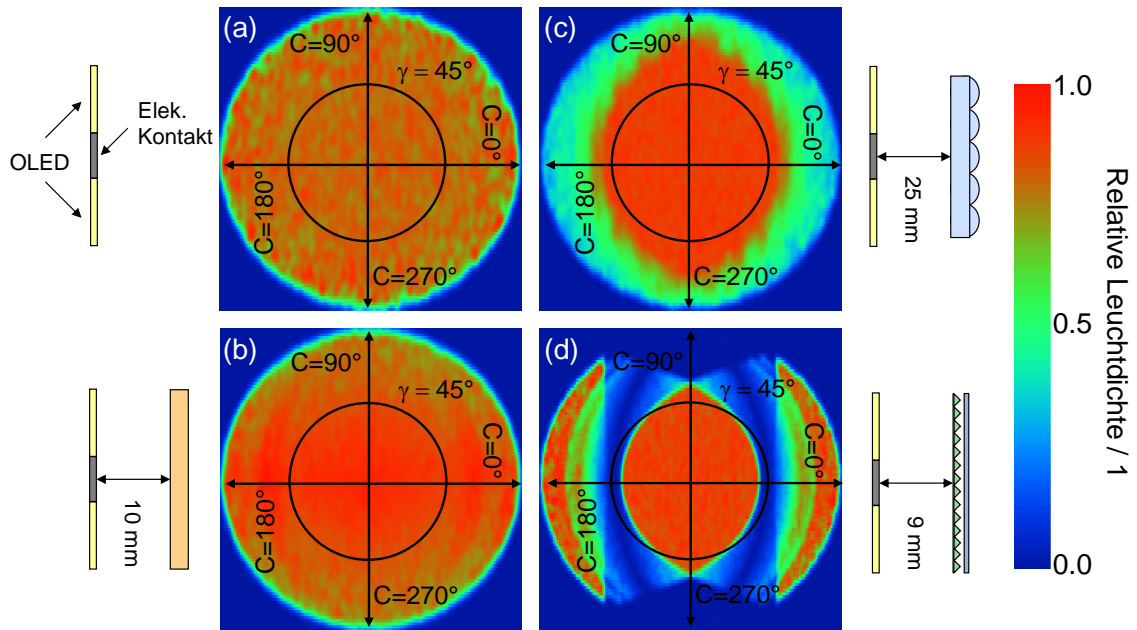 (a)
C=90°
γ = 45°
C=0°
C=180°
C=270°
Elek.
Kontakt
OLED
(c)
C=90°
γ = 45°
C=0°
C=180°
C=270°
25 mm
1.0
0.5
0.0
Relative Leuchtdichte / 1
(b)
C=90°
γ = 45°
C=0°
C=180°
C=270°
10 mm
(d)
C=90°
γ = 45°
C=0°
C=180°
C=270°
9 mm